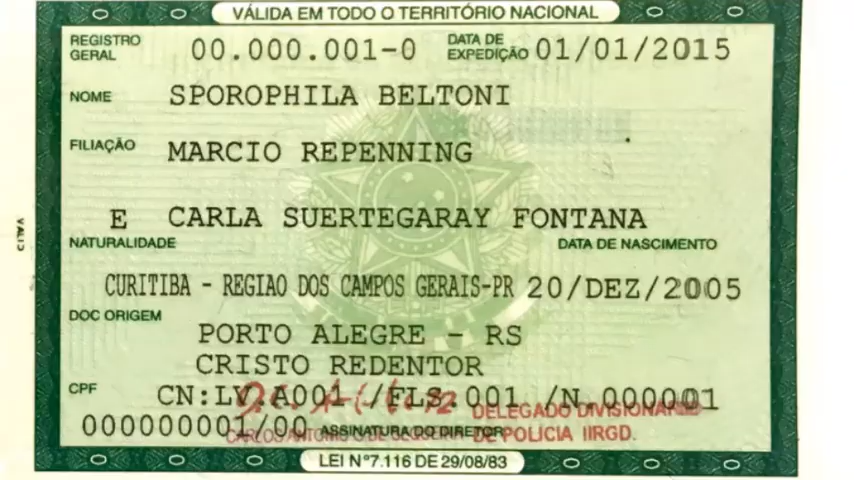 VÁLIDA EM TODO O TERRITÓRIO NACIONAL
REGISTRO GERAL 00.000.001-0 DATA DE EXPEDIÇÃO 01/01/2015
NOME SPOROPHILA BELTONI
FILIAÇÃO MARCIO REPENNING
E CARLA SUERTEGARAY FONTANA
NATURALIDADE DATA DE NASCIMENTO
CURITIBA - REGIAO DOS CAMPOS GERAIS-PR 20/DEZ/2005
DOC ORIGEM
PORTO ALEGRE - RS
CRISTO REDENTOR
CPF CN:LV.A001 /FLS.001 /N.000001
DELEGADO DIVISIONÁRIO
000000001/00 ASSINATURA DO DIRETOR DE POLICIA IIRGD.
LEI Nº 7.116 DE 29/08/83